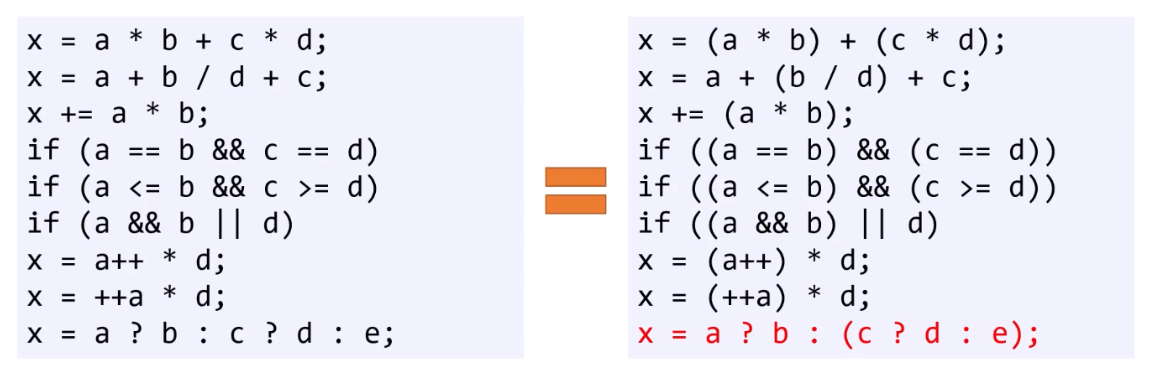 x = a * b + c * d;
x = a + b / d + c;
x += a * b;
if (a == b && c == d)
if (a <= b && c >= d)
if (a && b || d)
x = a++ * d;
x = ++a * d;
x = a ? b : c ? d : e;
x = (a * b) + (c * d);
x = a + (b / d) + c;
x += (a * b);
if ((a == b) && (c == d))
if ((a <= b) && (c >= d))
if ((a && b) || d)
x = (a++) * d;
x = (++a) * d;
x = a ? b : (c ? d : e);